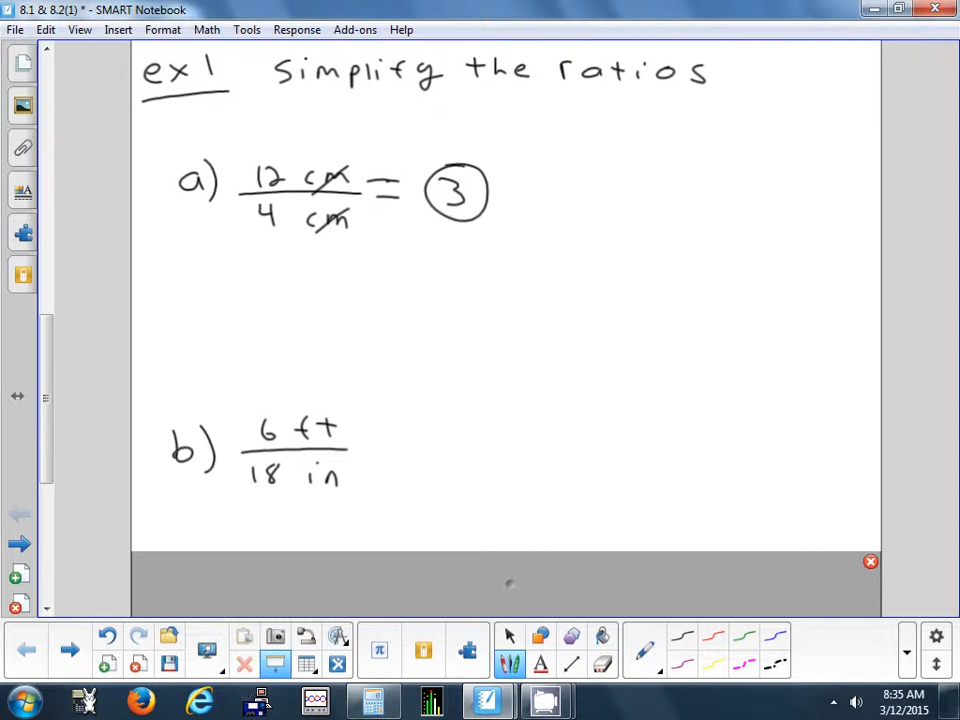 8.1 & 8.2(1) * - SMART Notebook
File Edit View Insert Format Math Tools Response Add-ons Help
ex 1 simplify the ratios
a) 12 cm
4 cm = 3
b) 6 ft
18 in
π A
8:35 AM
3/12/2015